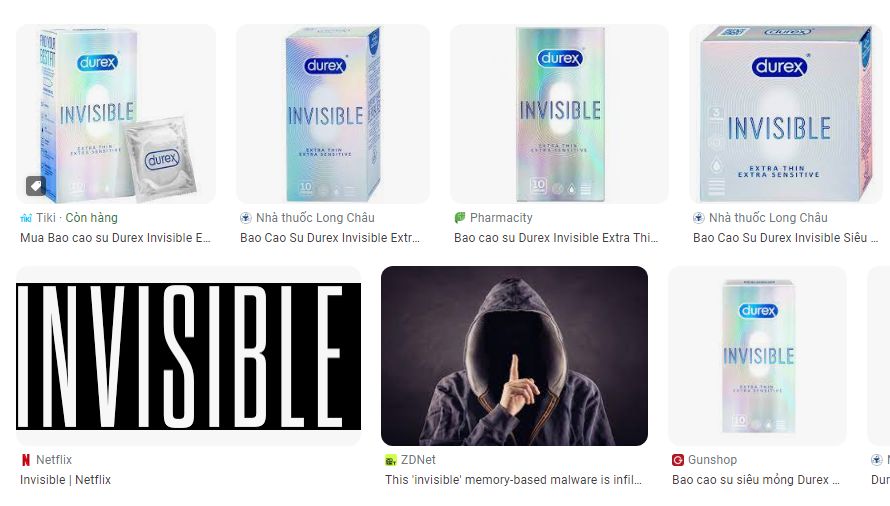 durex
INVISIBLE
EXTRA THIN
EXTRA SENSITIVE
durex
durex
INVISIBLE
EXTRA THIN
EXTRA SENSITIVE
10
durex
INVISIBLE
EXTRA THIN
EXTRA SENSITIVE
10
durex
3
INVISIBLE
EXTRA THIN
EXTRA SENSITIVE
Tiki · Còn hàng
Mua Bao cao su Durex Invisible E...
Nhà thuốc Long Châu
Bao Cao Su Durex Invisible Extr...
Pharmacity
Bao cao su Durex Invisible Extra Thi...
Nhà thuốc Long Châu
Bao Cao Su Durex Invisible Siêu ...
INVISIBLE
durex
INVISIBLE
EXTRA THIN
EXTRA SENSITIVE
10
Netflix
Invisible | Netflix
ZDNet
This 'invisible' memory-based malware is infil...
Gunshop
Bao cao su siêu mỏng Durex ...
Dur